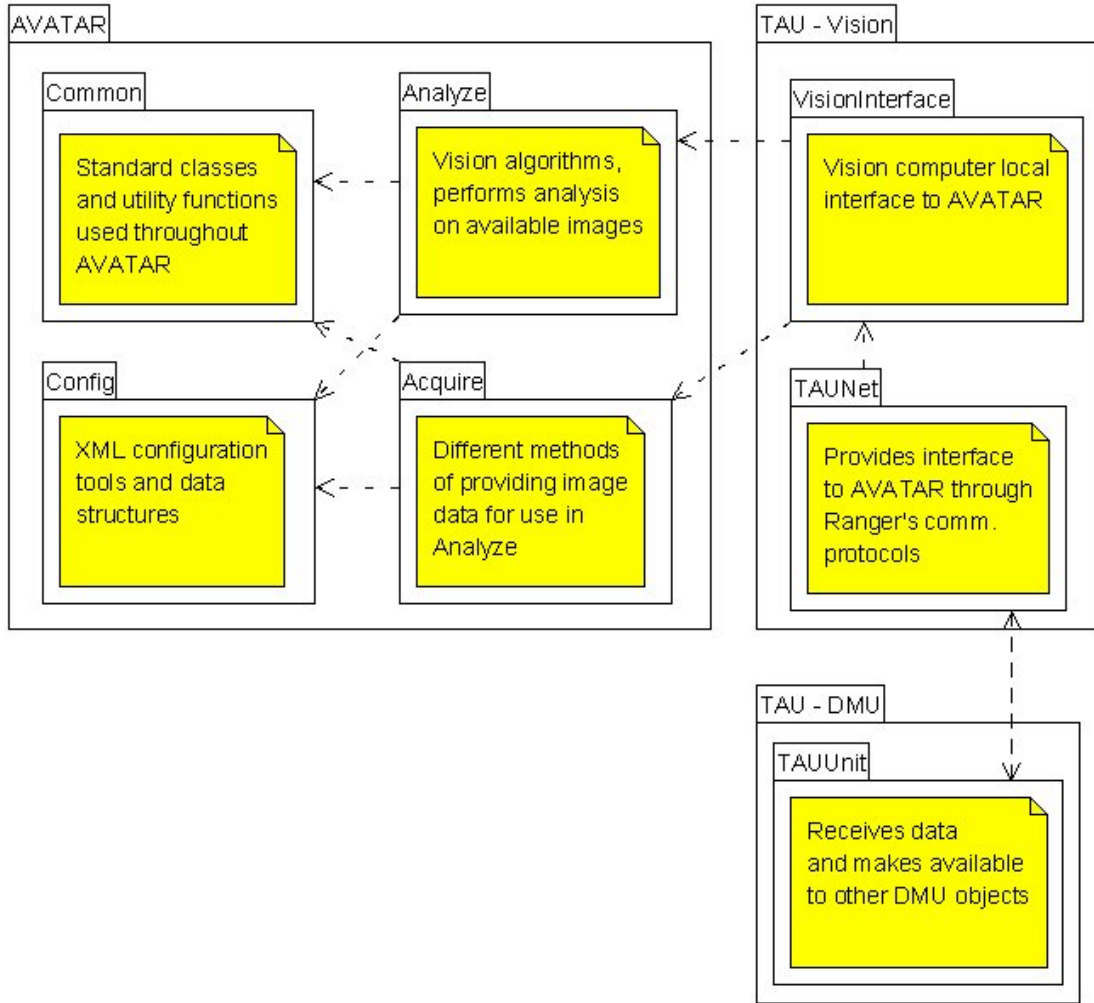 AVATAR
Common
Standard classes
and utility functions
used throughout
AVATAR
Analyze
Vision algorithms,
performs analysis
on available images
Config
XML configuration
tools and data
structures
Acquire
Different methods
of providing image
data for use in
Analyze
TAU - Vision
VisionInterface
Vision computer local
interface to AVATAR
TAUNet
Provides interface
to AVATAR through
Ranger's comm.
protocols
TAU - DMU
TAUUnit
Receives data
and makes available
to other DMU objects